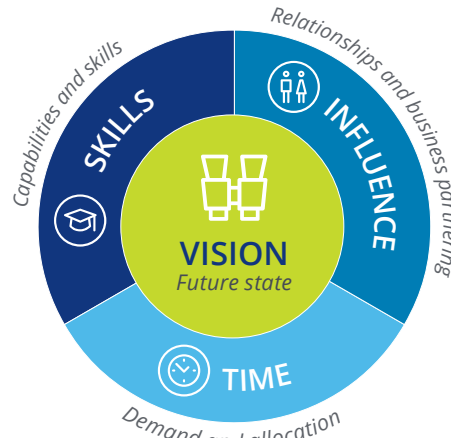 Capabilities and skills
SKILLS
Relationships and business partnering
INFLUENCE
VISION
Future state
TIME
Demand and allocation